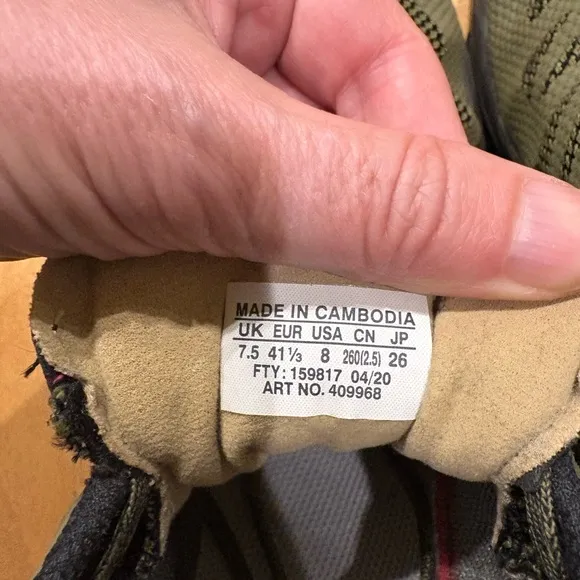 MADE IN CAMBODIA
UK EUR USA CN JP
7.5 41⅓ 8 260(2.5) 26
FTY: 159817 04/20
ART NO. 409968